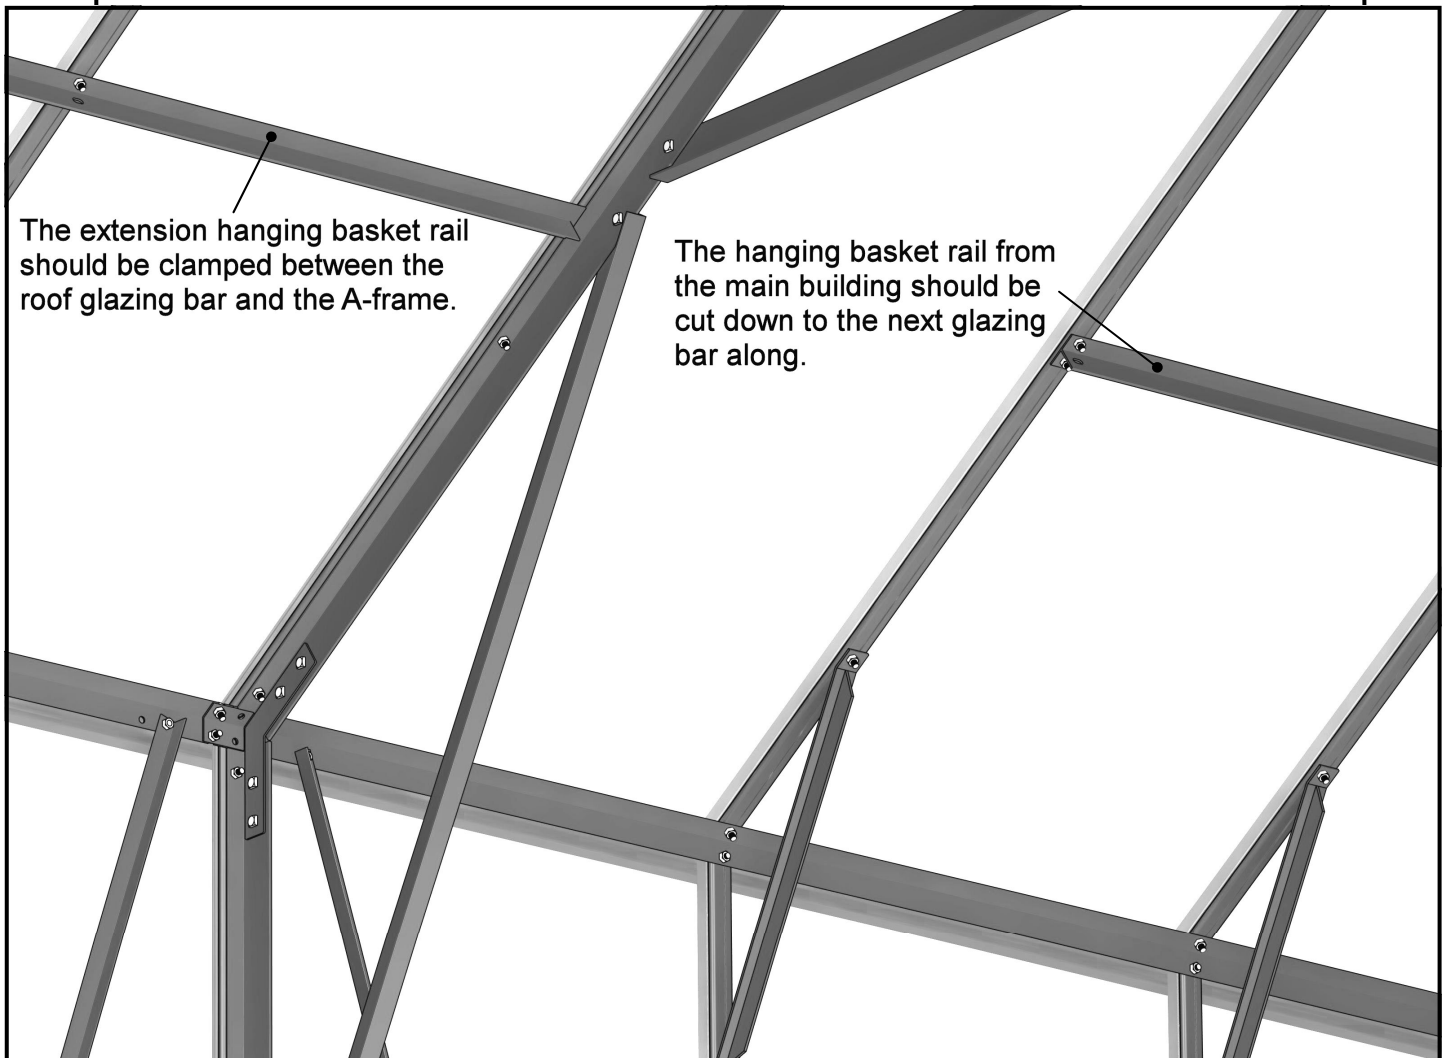 The extension hanging basket rail
should be clamped between the
roof glazing bar and the A-frame.
The hanging basket rail from
the main building should be
cut down to the next glazing
bar along.